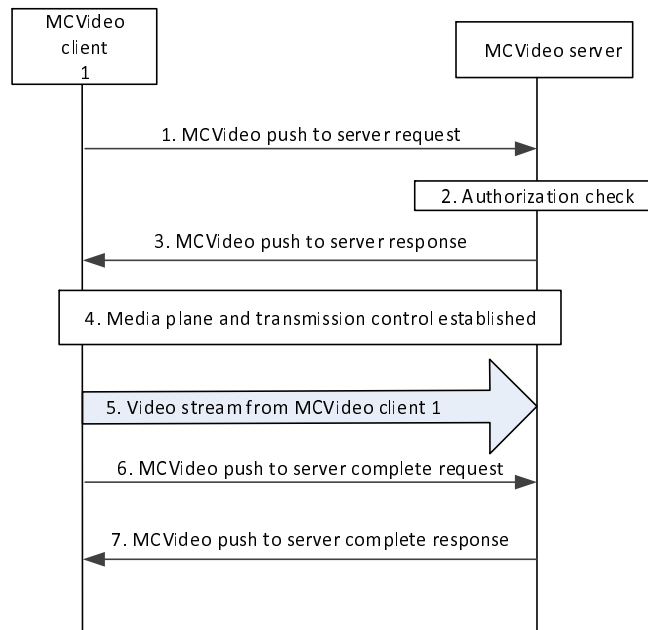 MCVideo
client
1
MCVideo server
1. MCVideo push to server request
2. Authorization check
3. MCVideo push to server response
4. Media plane and transmission control established
5. Video stream from MCVideo client 1
6. MCVideo push to server complete request
7. MCVideo push to server complete response